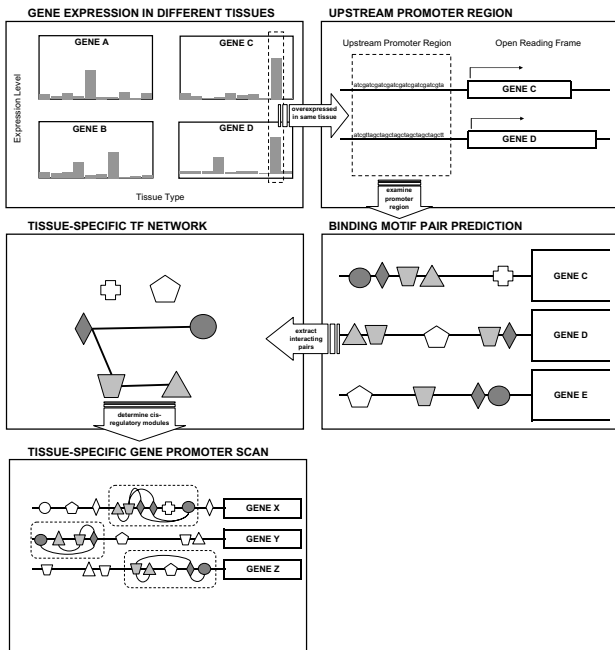 GENE EXPRESSION IN DIFFERENT TISSUES
GENE A
GENE C
GENE B
GENE D
Expression Level
Tissue Type
overexpressed
in same tissue
UPSTREAM PROMOTER REGION
Upstream Promoter Region
Open Reading Frame
atcgatcgatcgatcgatcgatcgatcgta
GENE C
atcgttagctagctagctagctagctagctt
GENE D
examine
promoter
region
TISSUE-SPECIFIC TF NETWORK
BINDING MOTIF PAIR PREDICTION
GENE C
GENE D
GENE E
extract
interacting
pairs
determine cis-
regulatory modules
TISSUE-SPECIFIC GENE PROMOTER SCAN
GENE X
GENE Y
GENE Z